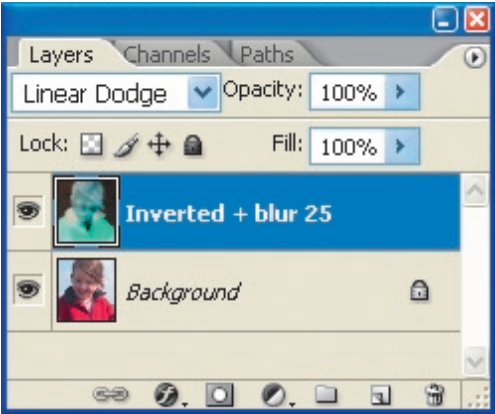 Layers Channels Paths
Linear Dodge Opacity: 100%
Lock: Fill: 100%
Inverted + blur 25
Background